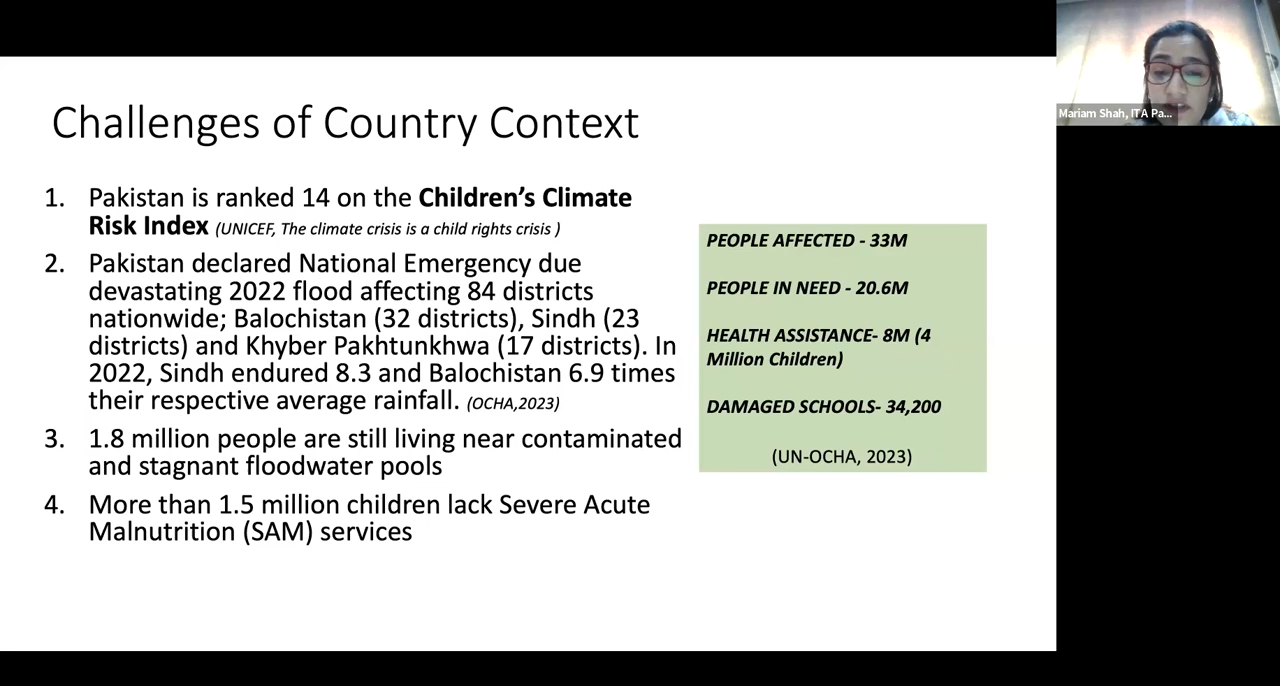 Challenges of Country Context
1. Pakistan is ranked 14 on the Children’s Climate
Risk Index (UNICEF, The climate crisis is a child rights crisis )
2. Pakistan declared National Emergency due
devastating 2022 flood affecting 84 districts
nationwide; Balochistan (32 districts), Sindh (23
districts) and Khyber Pakhtunkhwa (17 districts). In
2022, Sindh endured 8.3 and Balochistan 6.9 times
their respective average rainfall. (OCHA,2023)
3. 1.8 million people are still living near contaminated
and stagnant floodwater pools
4. More than 1.5 million children lack Severe Acute
Malnutrition (SAM) services
PEOPLE AFFECTED - 33M
PEOPLE IN NEED - 20.6M
HEALTH ASSISTANCE- 8M (4
Million Children)
DAMAGED SCHOOLS- 34,200
(UN-OCHA, 2023)
Mariam Shah, ITA Pa...